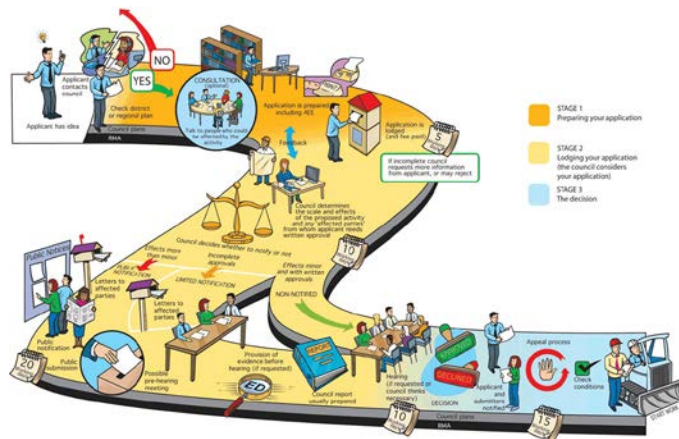 NO
YES
Applicant
contacts
council
Applicant has idea
Check district
or regional plan
Council plans
RMA
CONSULTATION
(optional)
Talk to people who could
be affected by the
activity
Application is prepared
including AEE
Feedback
Application is
lodged
(and fee paid)
5
If incomplete council
requests more information
from applicant, or may reject
STAGE 1
Preparing your application
STAGE 2
Lodging your application
(the council considers
your application)
STAGE 3
The decision
Council determines
the scale and effects
of the proposed activity
and any 'affected parties'
from whom applicant needs
written approval
10
Council decides whether to notify or not
Effects more
than minor
Incomplete
approvals
Effects minor
and with written
approvals
PUBLIC
NOTIFICATION
LIMITED NOTIFICATION
NON-NOTIFIED
Public Notices
Letters to
affected
parties
Letters to
affected
parties
Public
notification
20
Public
submission
Possible
pre-hearing
meeting
Provision of
evidence before
hearing (if requested)
ED
REPORT
Council report
usually prepared
Hearing
(if requested or
council thinks
necessary)
10
APPROVED
DECLINED
DECISION
Applicant
and
submitters
notified
Appeal process
15
Check
conditions
START WORK
Council plans
RMA